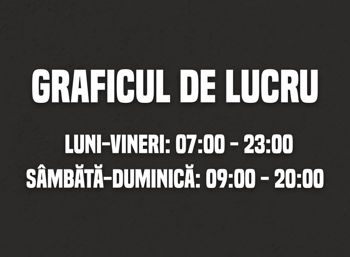 GRAFICUL DE LUCRU
LUNI-VINERI: 07:00 - 23:00
SÂMBĂTĂ-DUMINICĂ: 09:00 - 20:00